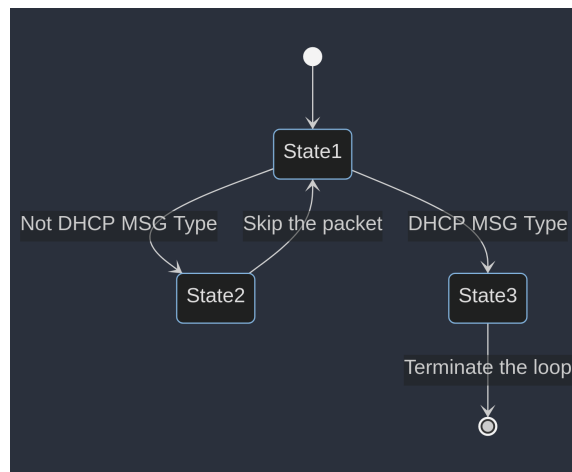 State1
Not DHCP MSG Type
Skip the packet
DHCP MSG Type
State2
State3
Terminate the loop